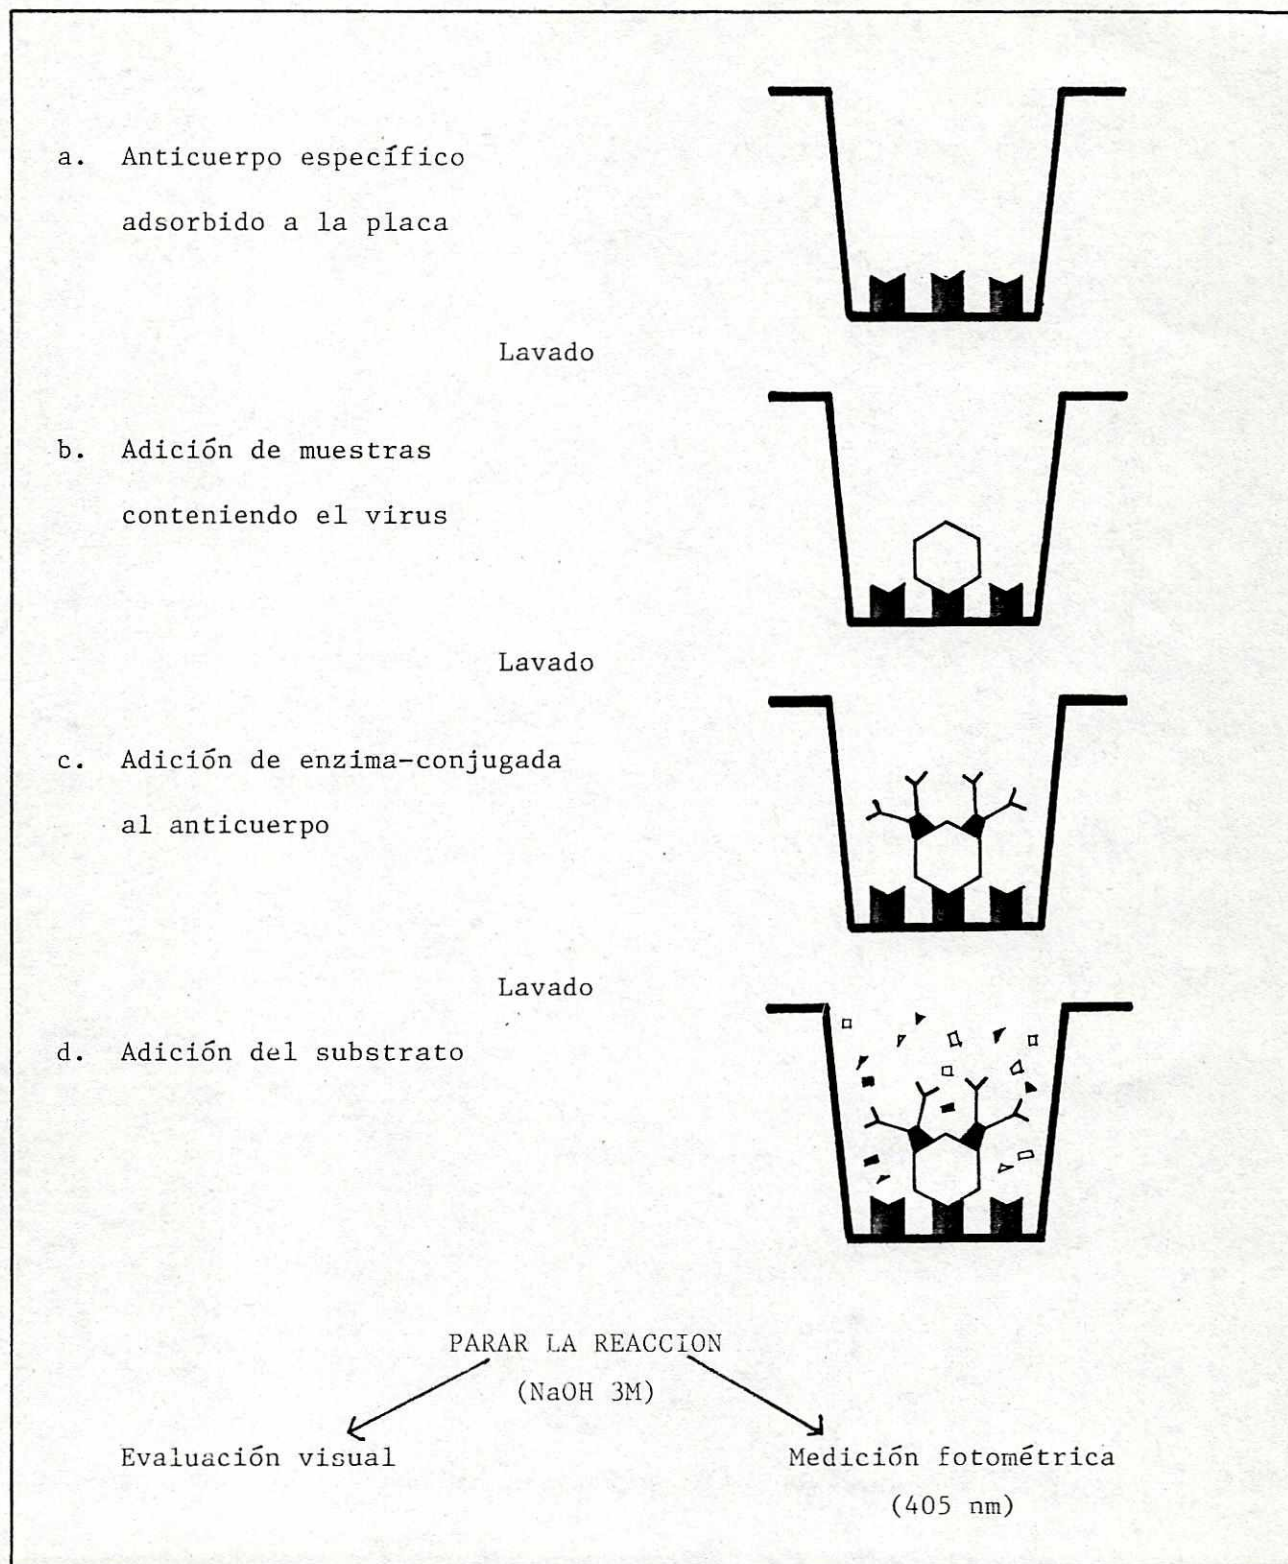 a. Anticuerpo específico
adsorbido a la placa
Lavado
b. Adición de muestras
conteniendo el virus
Lavado
c. Adición de enzima-conjugada
al anticuerpo
Lavado
d. Adición del substrato
PARAR LA REACCION
(NaOH 3M)
Evaluación visual
Medición fotométrica
(405 nm)